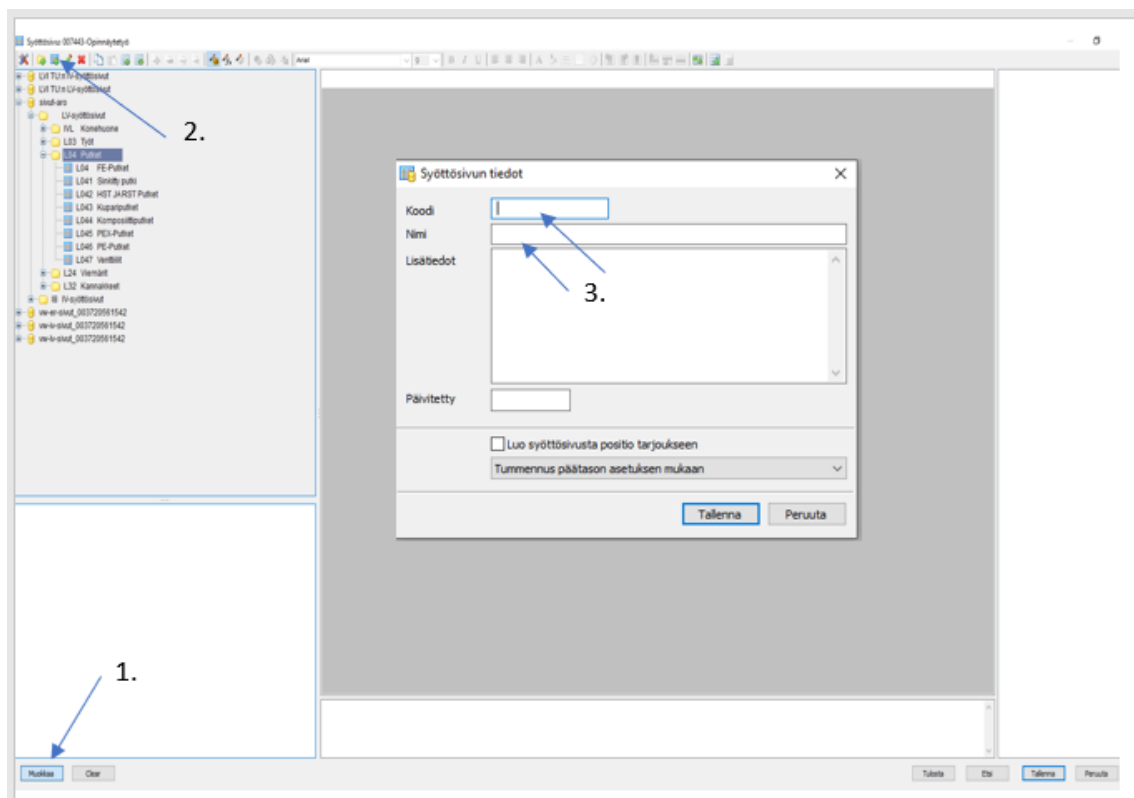 Syöttösivu: 007443-Opinnäytetyö
Arial
LVI TU:n IV-syöttösivut
LVI TU:n LV-syöttösivut
sivut-aro
LV-syöttösivut
IVL Konehuone
L03 Työt
L04 Putket
L04 FE-Putket
L041 Sinkitty putki
L042 HST JA RST Putket
L043 Kupariputket
L044 Komposiittiputket
L045 PEX-Putket
L046 PE-Putket
L047 Venttiilit
L24 Viemärit
L32 Kannakkeet
IV-syöttösivut
vw-er-sivut_003720561542
vw-iv-sivut_003720561542
vw-lv-sivut_003720561542
2.
Syöttösivun tiedot
Koodi
Nimi
Lisätiedot
3.
Päivitetty
Luo syöttösivusta positio tarjoukseen
Tummennus päätason asetuksen mukaan
Tallenna Peruuta
1.
Muokkaa Clear Tulosta Etsi Tallenna Peruuta